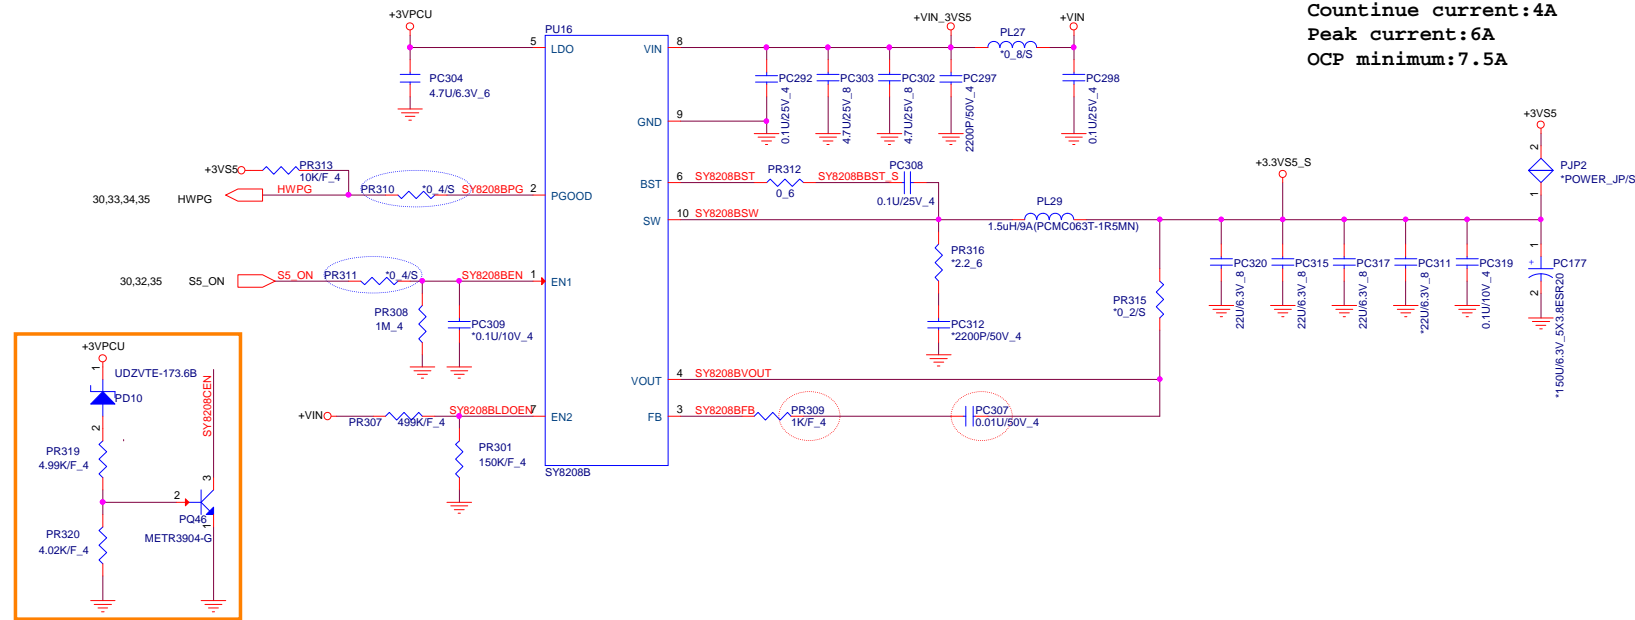 Countinue current:4A
Peak current:6A
OCP minimum:7.5A
+3VPCU
+VIN_3VS5
+VIN
PU16
5
LDO
VIN
8
PL27
*0_8/S
PC304
4.7U/6.3V_6
PC292
0.1U/25V_4
PC303
4.7U/25V_8
PC302
4.7U/25V_8
PC297
2200P/50V_4
PC298
0.1U/25V_4
GND
9
+3VS5
2
PJP2
*POWER_JP/S
1
+3VS5
PR313
10K/F_4
30,33,34,35
HWPG
HWPG
PR310
*0_4/S
SY8208BPG
2
PGOOD
BST
6
SY8208BST
PR312
0_6
SY8208BBST_S
PC308
0.1U/25V_4
+3.3VS5_S
SW
10
SY8208BSW
PL29
1.5uH/9A(PCMC063T-1R5MN)
PR316
*2.2_6
PC312
*2200P/50V_4
PR315
*0_2/S
PC320
22U/6.3V_8
PC315
22U/6.3V_8
PC317
22U/6.3V_8
PC311
*22U/6.3V_8
PC319
0.1U/10V_4
1
+
PC177
2
*150U/6.3V_5X3.8ESR20
30,32,35
S5_ON
S5_ON
PR311
*0_4/S
SY8208BEN
1
EN1
PR308
1M_4
PC309
*0.1U/10V_4
VOUT
4
SY8208BVOUT
+VIN
PR307
499K/F_4
SY8208BLDOEN
7
EN2
PR301
150K/F_4
FB
3
SY8208BFB
PR309
1K/F_4
PC307
0.01U/50V_4
SY8208B
+3VPCU
1
UDZVTE-173.6B
PD10
2
PR319
4.99K/F_4
SY8208CEN
3
2
PQ46
1
METR3904-G
PR320
4.02K/F_4